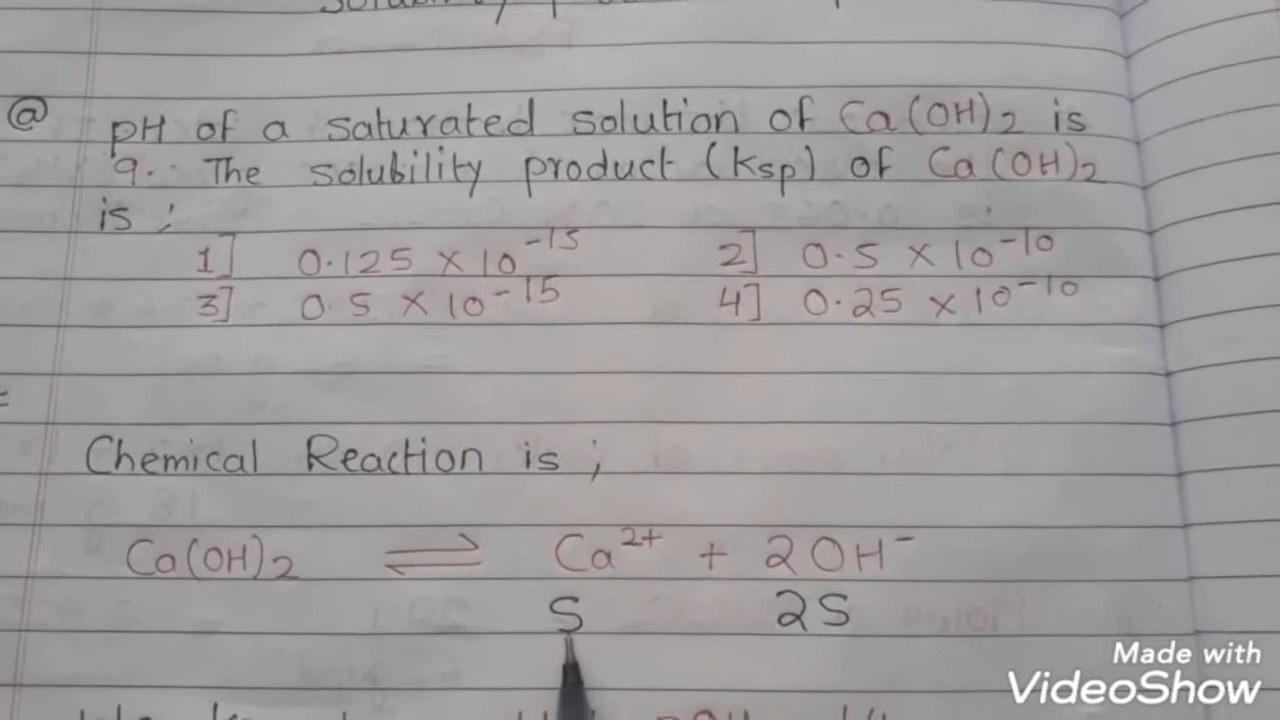 @ pH of a saturated solution of Ca(OH)2 is
9. The solubility product (Ksp) of Ca(OH)2
is ;
1] 0.125 × 10^-15 2] 0.5 × 10^-10
3] 0.5 × 10^-15 4] 0.25 × 10^-10
Chemical Reaction is ;
Ca(OH)2 ⇌ Ca^2+ + 2OH^-
S 2S
Made with
VideoShow